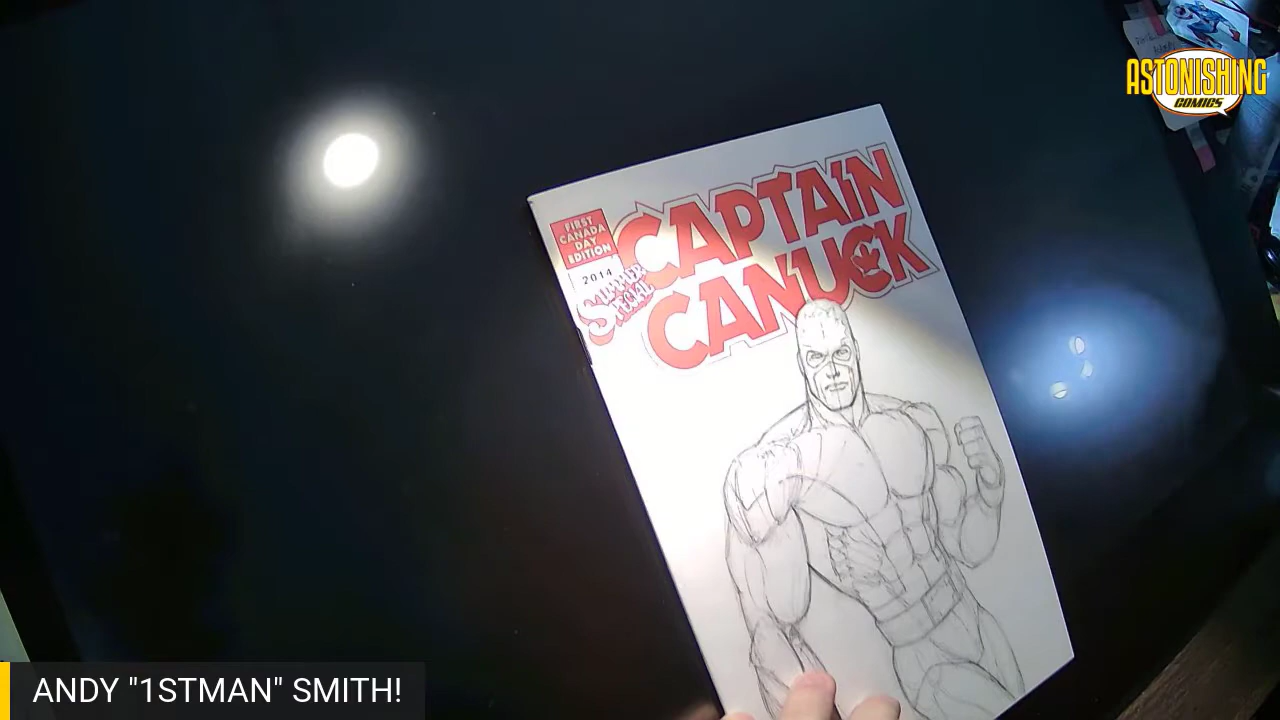 ASTONISHING
COMICS
CAPTAIN
CANUCK
FIRST
CANADA
DAY
EDITION
2014
SUMMER
SPECIAL
ANDY "1STMAN" SMITH!